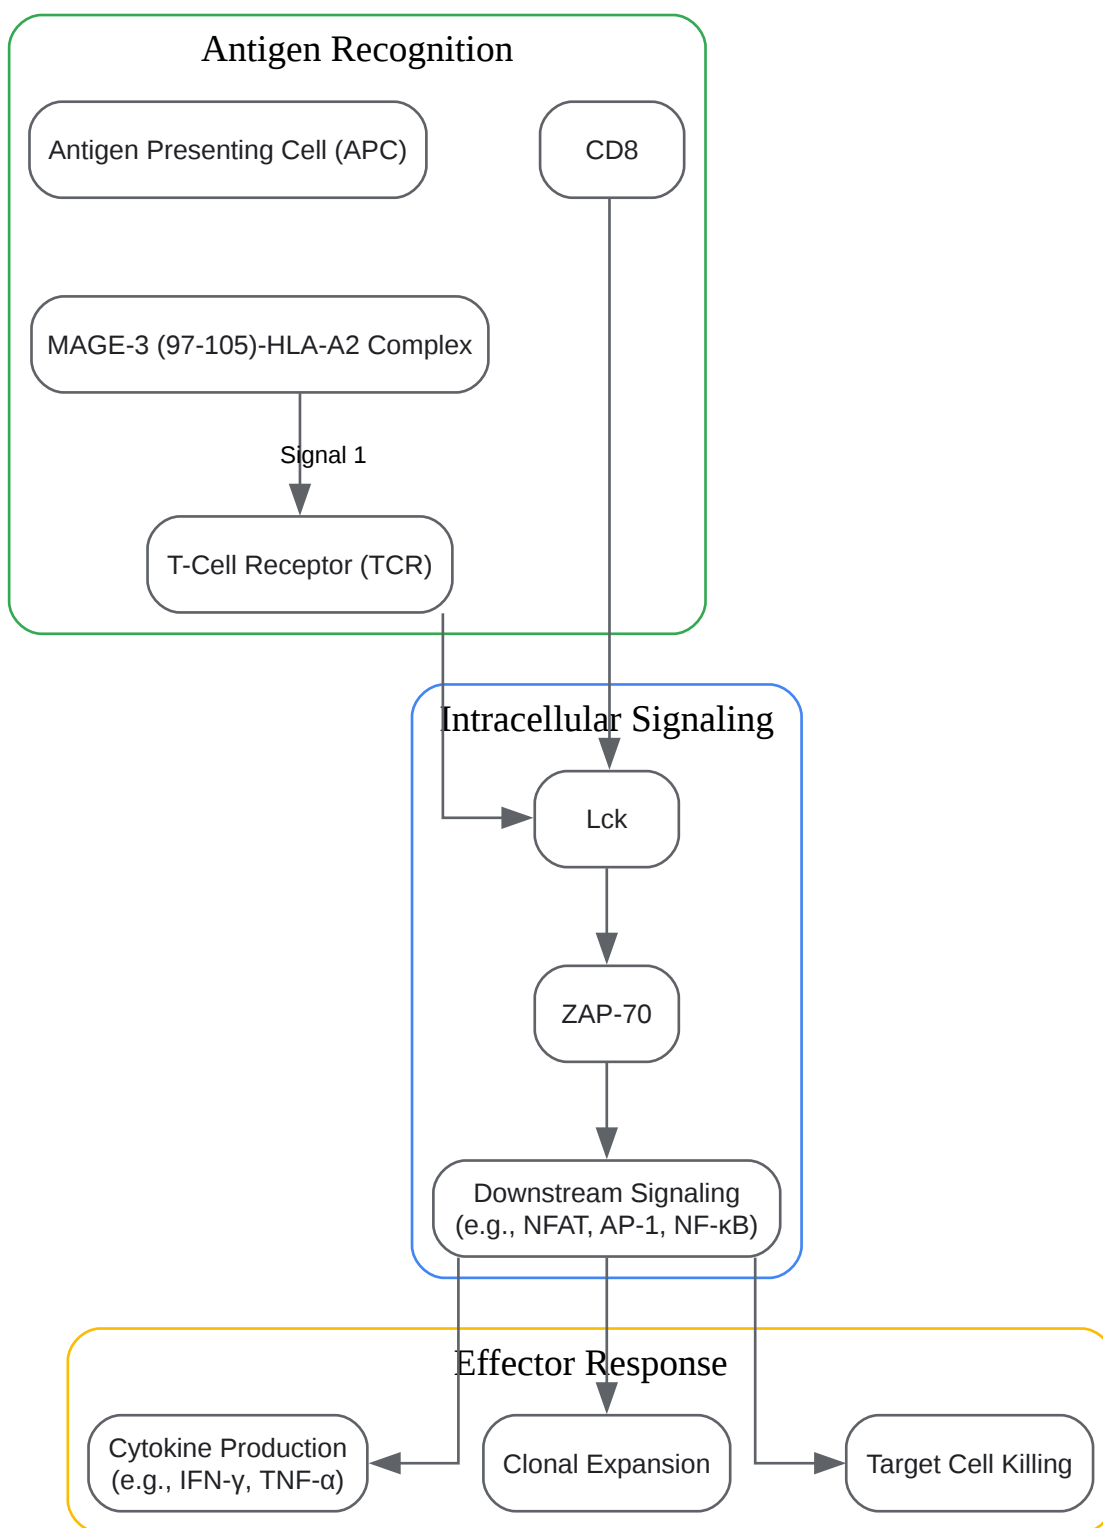 Antigen Recognition
Antigen Presenting Cell (APC)
CD8
MAGE-3 (97-105)-HLA-A2 Complex
Signal 1
T-Cell Receptor (TCR)
Intracellular Signaling
Lck
ZAP-70
Downstream Signaling
(e.g., NFAT, AP-1, NF-κB)
Effector Response
Cytokine Production
(e.g., IFN-γ, TNF-α)
Clonal Expansion
Target Cell Killing